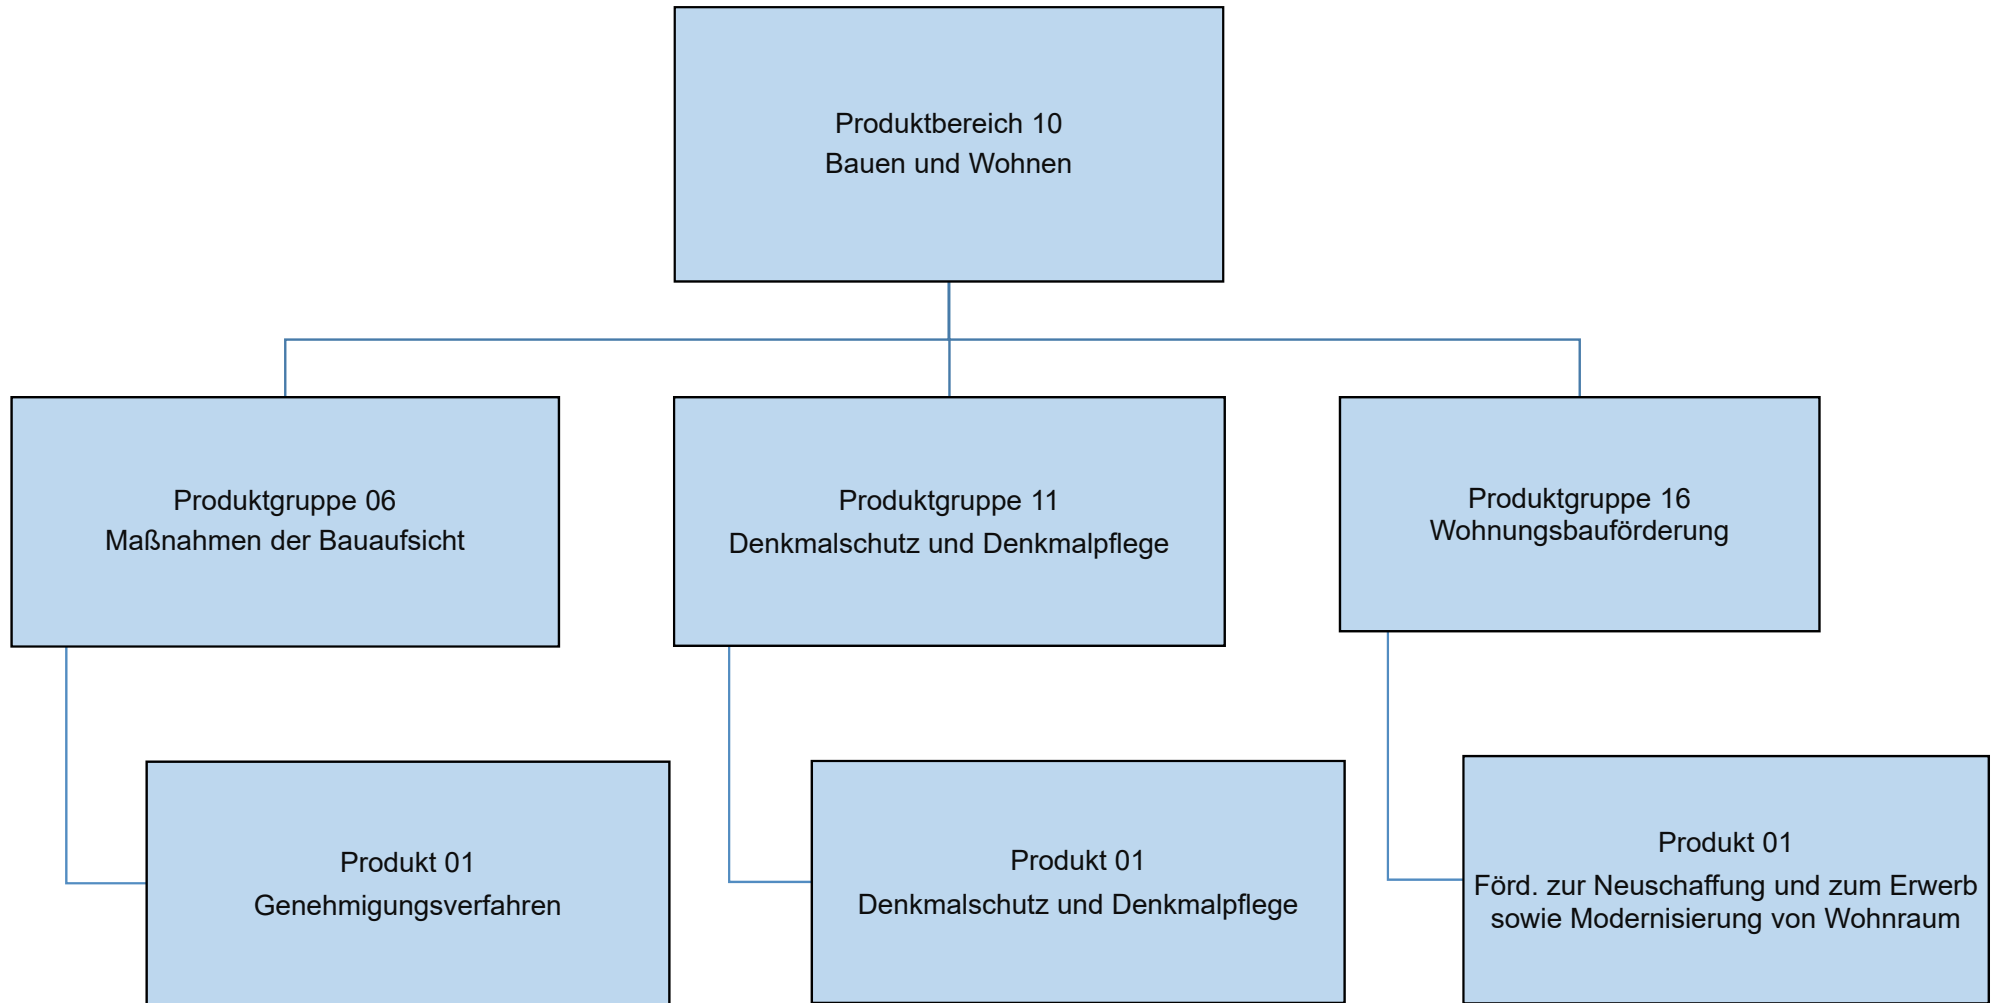 Produktbereich 10
Bauen und Wohnen
Produktgruppe 06
Maßnahmen der Bauaufsicht
Produktgruppe 11
Denkmalschutz und Denkmalpflege
Produktgruppe 16
Wohnungsbauförderung
Produkt 01
Genehmigungsverfahren
Produkt 01
Denkmalschutz und Denkmalpflege
Produkt 01
Förd. zur Neuschaffung und zum Erwerb
sowie Modernisierung von Wohnraum